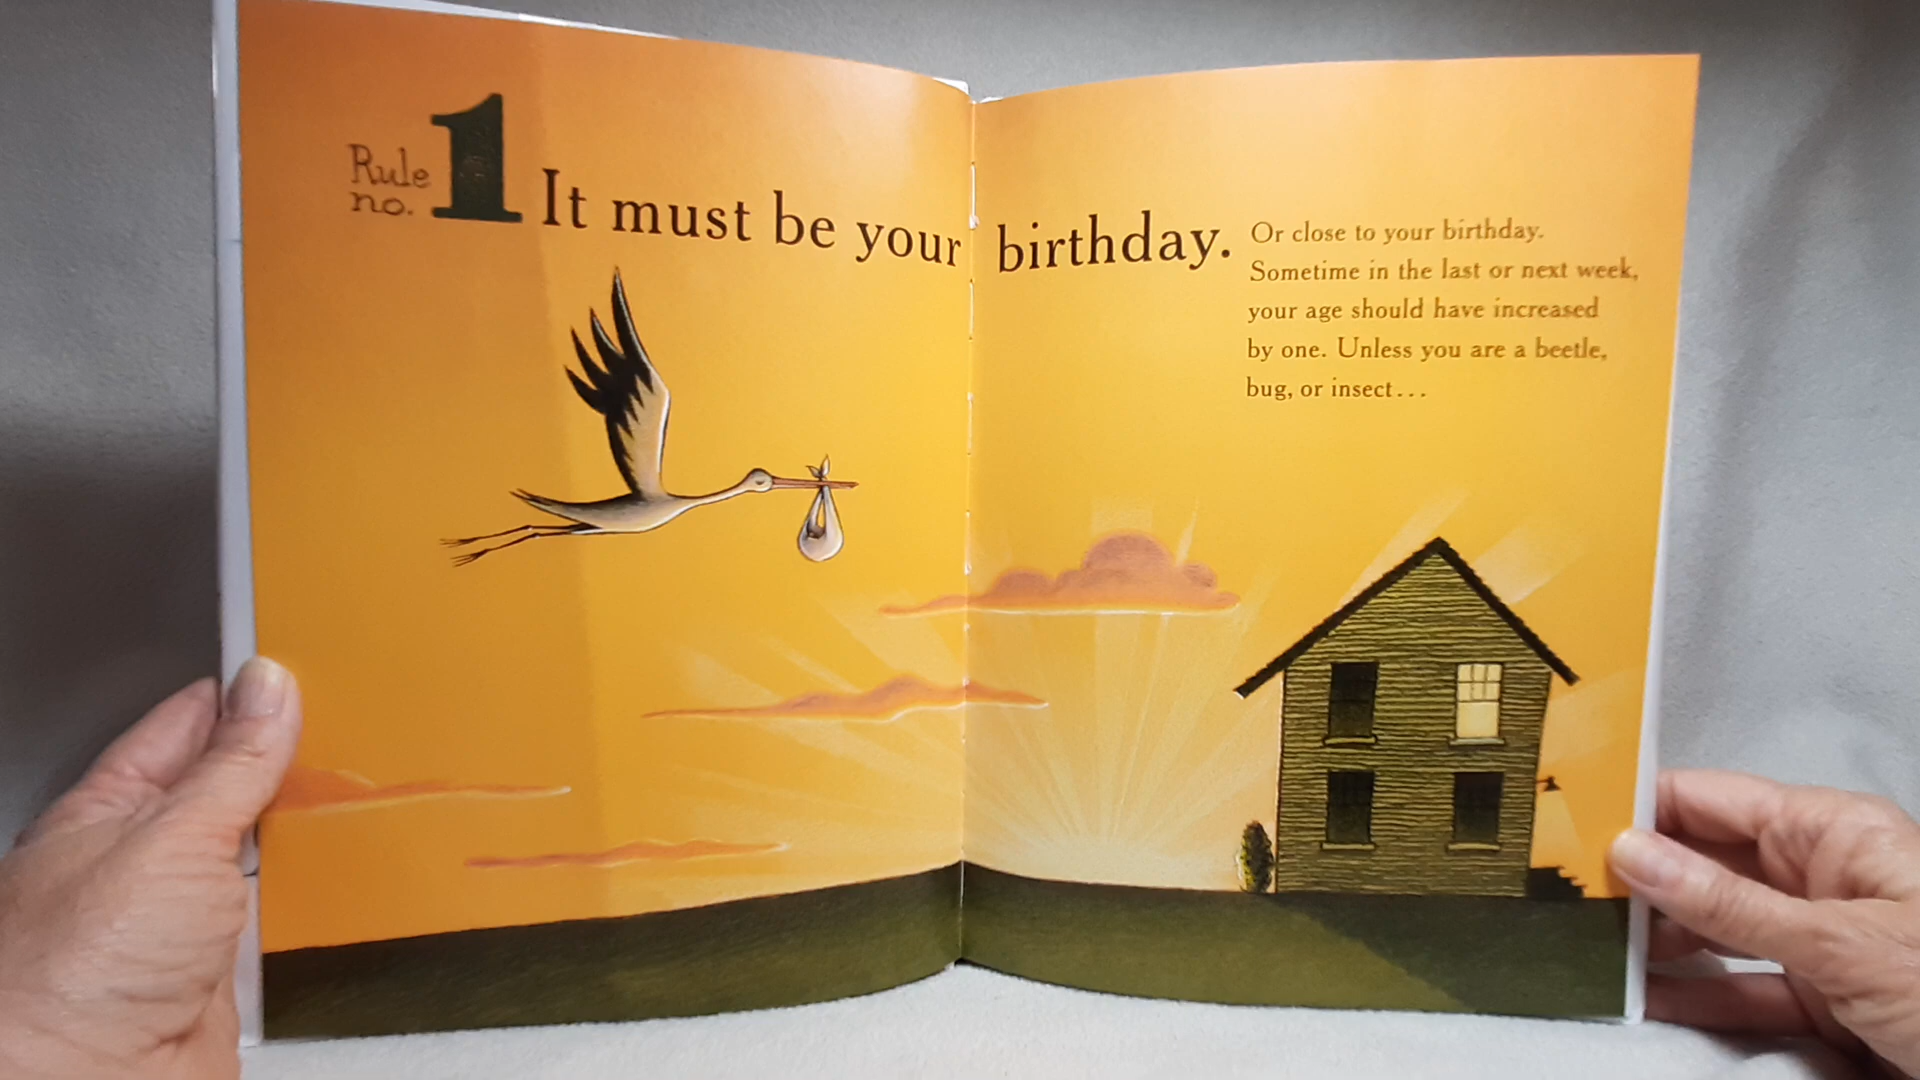 Rule
no. 1 It must be your birthday.
Or close to your birthday.
Sometime in the last or next week,
your age should have increased
by one. Unless you are a beetle,
bug, or insect...